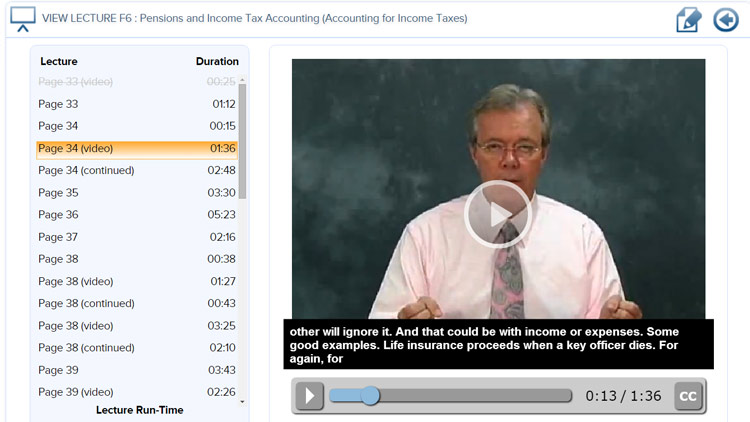 VIEW LECTURE F6 : Pensions and Income Tax Accounting (Accounting for Income Taxes)
Lecture Duration
Page 33 (video) 00:25
Page 33 01:12
Page 34 00:15
Page 34 (video) 01:36
Page 34 (continued) 02:48
Page 35 03:30
Page 36 05:23
Page 37 02:16
Page 38 00:38
Page 38 (video) 01:27
Page 38 (continued) 00:43
Page 38 (video) 03:25
Page 38 (continued) 02:10
Page 39 03:43
Page 39 (video) 02:26
Lecture Run-Time
other will ignore it. And that could be with income or expenses. Some
good examples. Life insurance proceeds when a key officer dies. For
again, for
0:13 / 1:36 CC